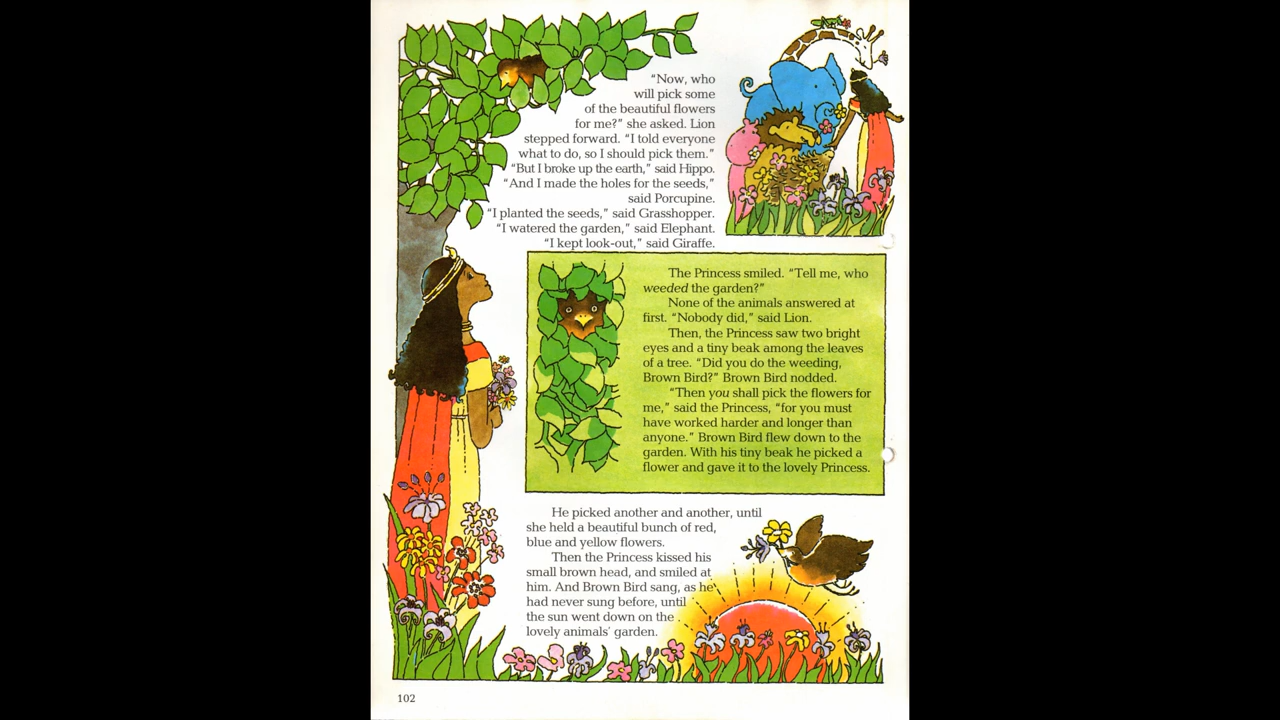 “Now, who
will pick some
of the beautiful flowers
for me?” she asked. Lion
stepped forward. “I told everyone
what to do, so I should pick them.”
“But I broke up the earth,” said Hippo.
“And I made the holes for the seeds,”
said Porcupine.
“I planted the seeds,” said Grasshopper.
“I watered the garden,” said Elephant.
“I kept look-out,” said Giraffe.
The Princess smiled. “Tell me, who
weeded the garden?”
None of the animals answered at
first. “Nobody did,” said Lion.
Then, the Princess saw two bright
eyes and a tiny beak among the leaves
of a tree. “Did you do the weeding,
Brown Bird?” Brown Bird nodded.
“Then you shall pick the flowers for
me,” said the Princess, “for you must
have worked harder and longer than
anyone.” Brown Bird flew down to the
garden. With his tiny beak he picked a
flower and gave it to the lovely Princess.
He picked another and another, until
she held a beautiful bunch of red,
blue and yellow flowers.
Then the Princess kissed his
small brown head, and smiled at
him. And Brown Bird sang, as he
had never sung before, until
the sun went down on the
lovely animals' garden.
102